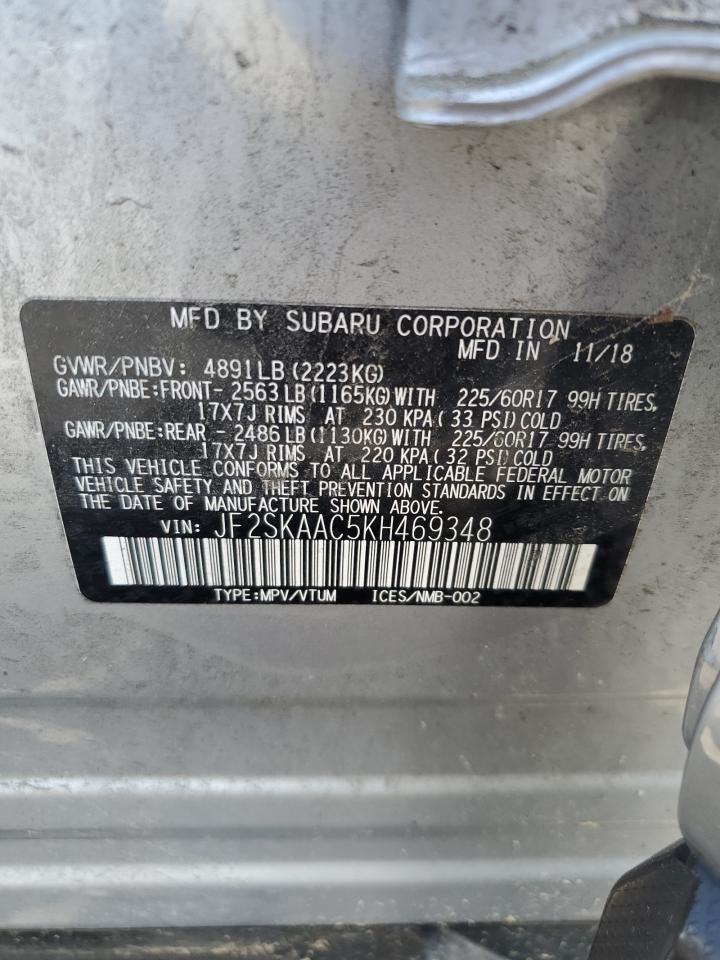 MFD BY SUBARU CORPORATION
MFD IN 11/18
GVWR/PNBV: 4891LB (2223KG)
GAWR/PNBE:FRONT- 2563LB(1165KG)WITH 225/60R17 99H TIRES,
17X7J RIMS AT 230 KPA( 33 PSI)COLD
GAWR/PNBE:REAR - 2486LB(1130KG)WITH 225/60R17 99H TIRES,
17X7J RIMS AT 220 KPA( 32 PSI)COLD
THIS VEHICLE CONFORMS TO ALL APPLICABLE FEDERAL MOTOR
VEHICLE SAFETY AND THEFT PREVENTION STANDARDS IN EFFECT ON
THE DATE OF MANUFACTURE SHOWN ABOVE.
VIN: JF2SKAAC5KH469348
TYPE:MPV/VTUM ICES/NMB-002